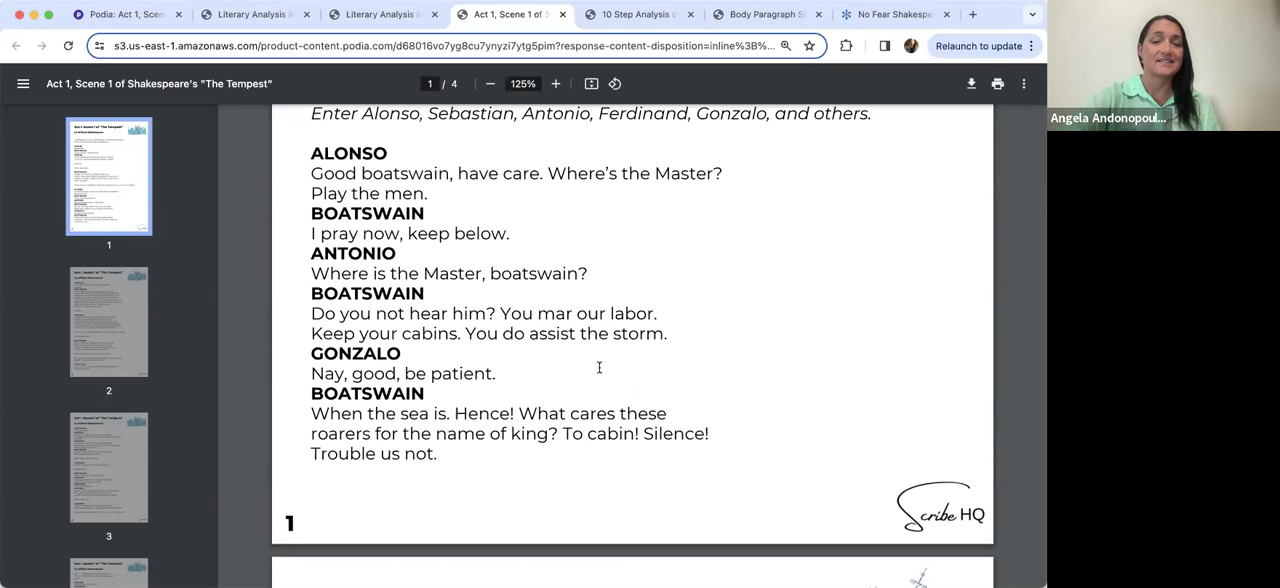 Podia: Act 1, Scen
Literary Analysis in
Literary Analysis in
Act 1, Scene 1 of S
10 Step Analysis o
Body Paragraph S
No Fear Shakespe
s3.us-east-1.amazonaws.com/product-content.podia/d68016vo7yg8cu7ynyzi7ytg5pim?response-content-disposition=inline%3B%...
Relaunch to update
Act 1, Scene 1 of Shakespeare's "The Tempest"
1 / 4
125%
Angela Andonopoul...
1
2
3
Enter Alonso, Sebastian, Antonio, Ferdinand, Gonzalo, and others.
ALONSO
Good boatswain, have care. Where's the Master?
Play the men.
BOATSWAIN
I pray now, keep below.
ANTONIO
Where is the Master, boatswain?
BOATSWAIN
Do you not hear him? You mar our labor.
Keep your cabins. You do assist the storm.
GONZALO
Nay, good, be patient.
BOATSWAIN
When the sea is. Hence! What cares these
roarers for the name of king? To cabin! Silence!
Trouble us not.
1
Scribe HQ